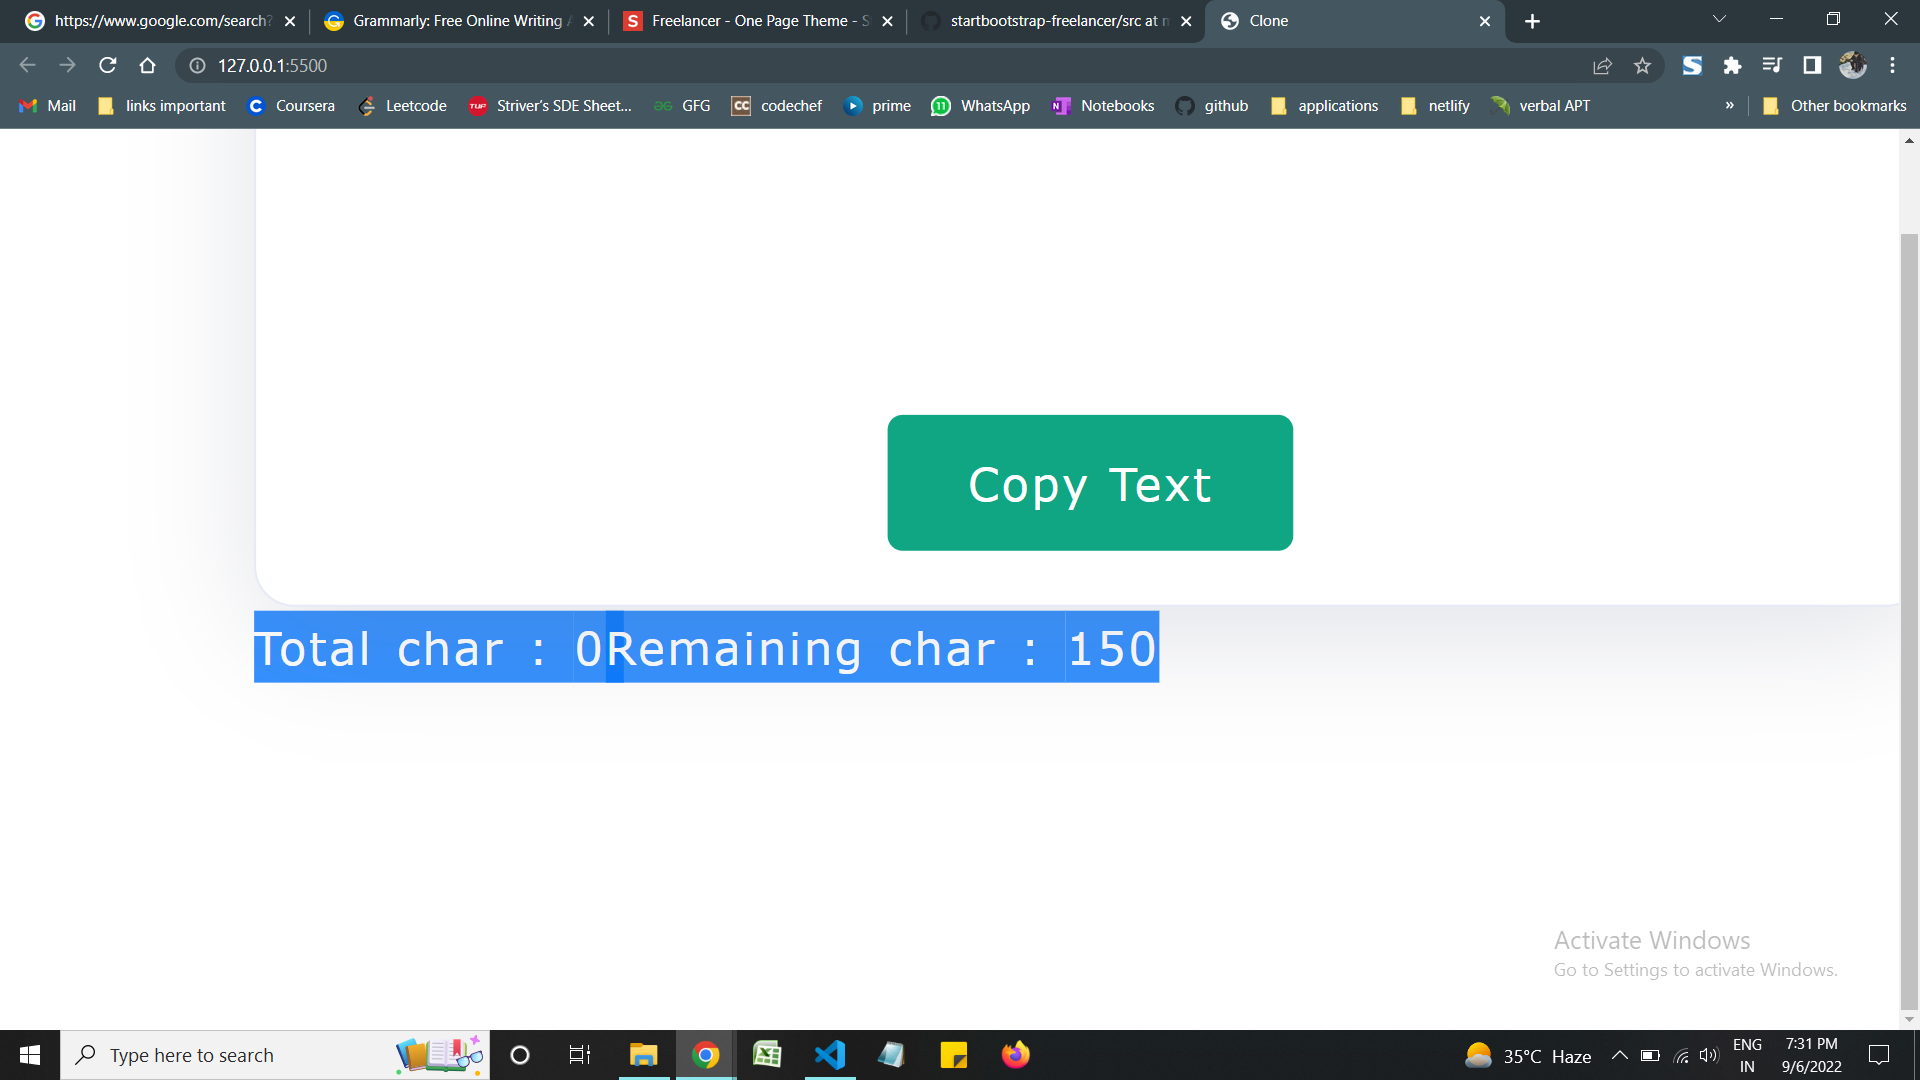 https://www.google.com/search?
Grammarly: Free Online Writing A
Freelancer - One Page Theme - S
startbootstrap-freelancer/src at m
Clone
127.0.0.1:5500
Mail
links important
Coursera
Leetcode
TUF
Striver's SDE Sheet...
GFG
CC
codechef
prime
11
WhatsApp
Notebooks
github
applications
netlify
verbal APT
»
Other bookmarks
Copy Text
Total char : 0Remaining char : 150
Activate Windows
Go to Settings to activate Windows.
Type here to search
35°C Haze
ENG
IN
7:31 PM
9/6/2022